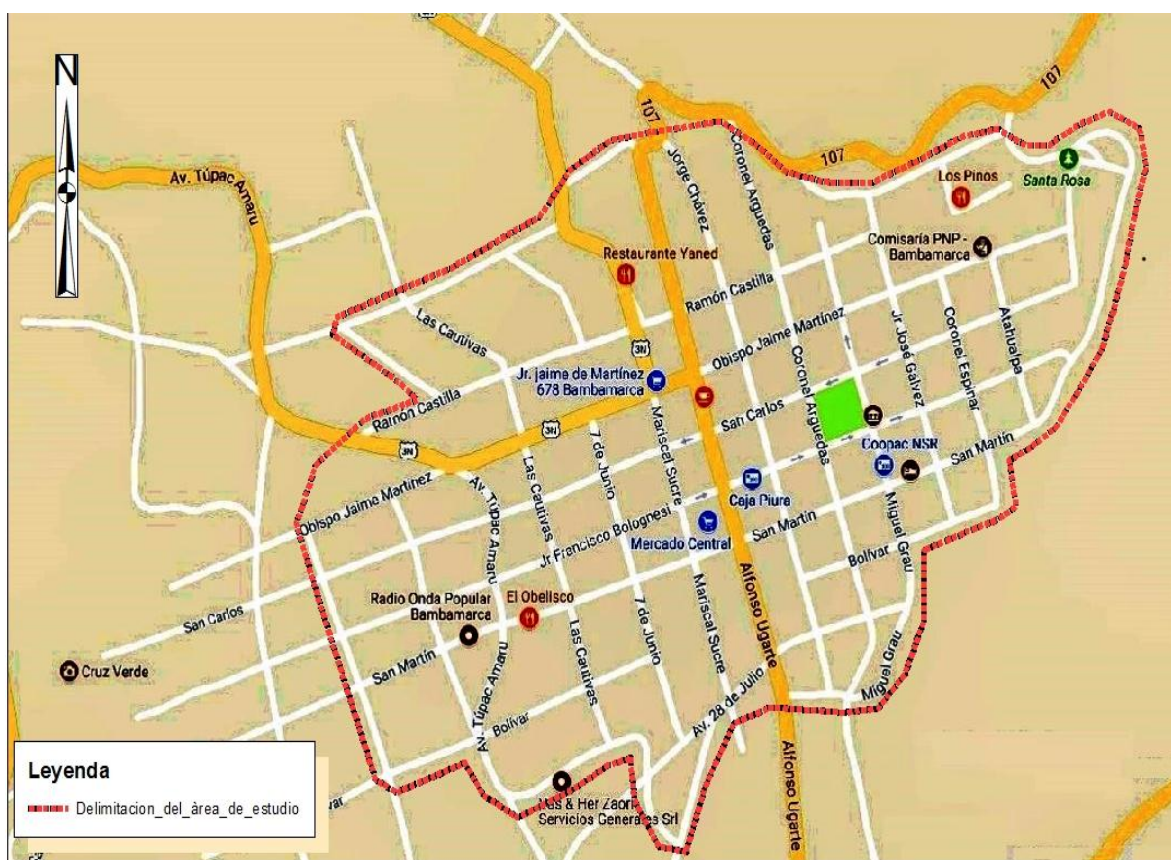 N
107
107
107
Av. Túpac Amaru
Jorge Chávez
Coronel Arguedas
Los Pinos
Santa Rosa
Comisaría PNP -
Bambamarca
Restaurante Yaned
Ramón Castilla
Las Cautivas
Obispo Jaime Martínez
3N
Jr. jaime de Martínez
678 Bambamarca
Jr José Gálvez
Coronel Espinar
Atahualpa
Coronel Arguedas
Ramón Castilla
San Carlos
3N
3N
7 de Junio
Mariscal Sucre
Las Cautivas
Coopac NSR
San Martín
Obispo Jaime Martínez
Av. Túpac Amaru
Caja Piura
Jr Francisco Bolognesi
Mercado Central
San Martín
Miguel Grau
Bolívar
Alfonso Ugarte
Radio Onda Popular
Bambamarca
El Obelisco
San Carlos
Las Cautivas
7 de Junio
Mariscal Sucre
San Martín
Cruz Verde
Av. Túpac Amaru
Bolívar
Av. 28 de Julio
Miguel Grau
Alfonso Ugarte
& Her Zaori
Servicios Generales Srl
Leyenda
Delimitacion_del_àrea_de_estudio